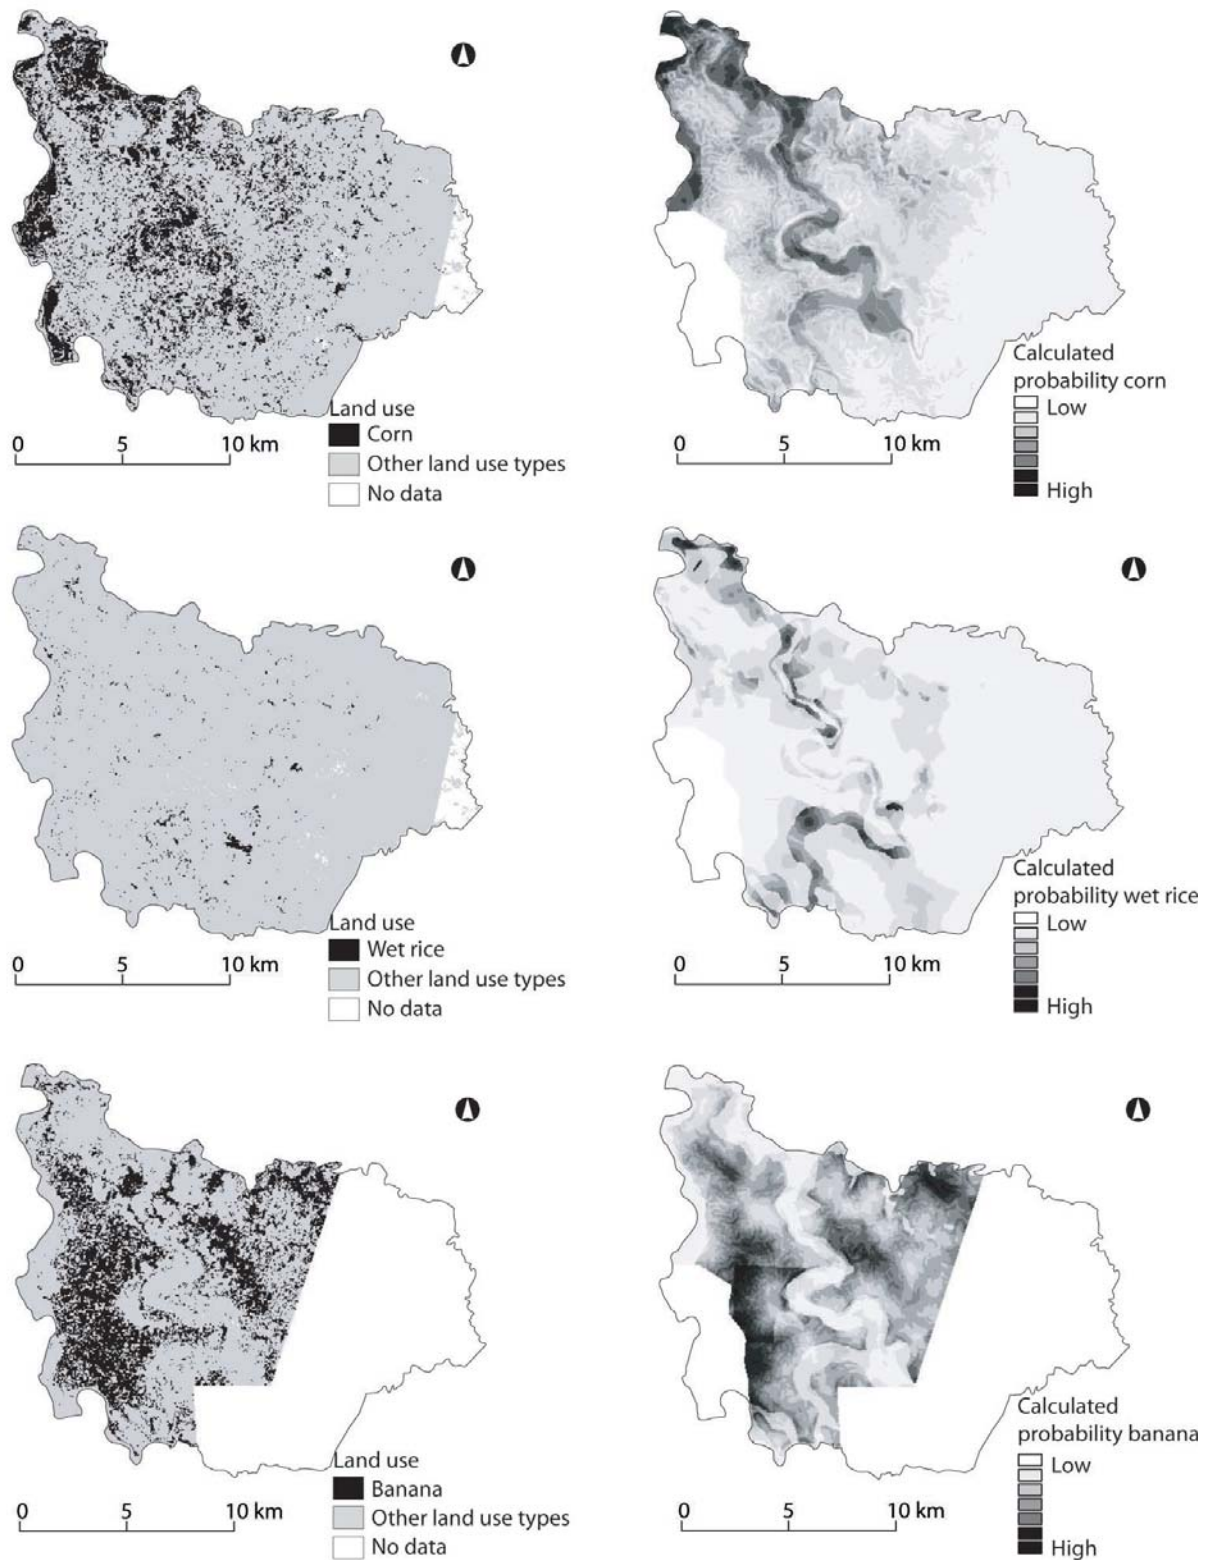 Land use
Corn
Other land use types
No data
0 5 10 km
Calculated
probability corn
Low
High
0 5 10 km
Land use
Wet rice
Other land use types
No data
0 5 10 km
Calculated
probability wet rice
Low
High
0 5 10 km
Land use
Banana
Other land use types
No data
0 5 10 km
Calculated
probability banana
Low
High
0 5 10 km